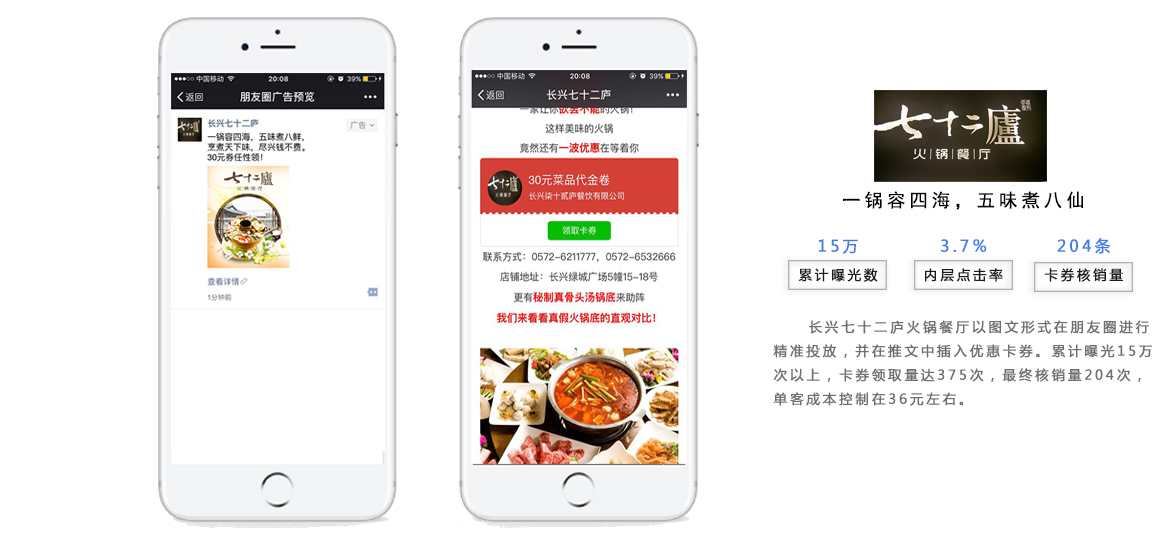 中国移动
20:08
39%
返回
朋友圈广告预览
长兴七十二庐
广告
一锅容四海，五味煮八鲜，
烹煮天下味，尽兴钱不费。
30元券任性领！
七十二廬
火锅餐厅
查看详情
1分钟前
中国移动
20:08
39%
返回
长兴七十二庐
一家让你欲罢不能的火锅！
这样美味的火锅
竟然还有一波优惠在等着你
七十二廬
30元菜品代金卷
长兴柒十贰庐餐饮有限公司
领取卡券
联系方式：0572-6211777，0572-6532666
店铺地址：长兴绿城广场5幢15-18号
更有秘制真骨头汤锅底来助阵
我们来看看真假火锅底的直观对比！
七十二廬
火|锅|餐|厅
一锅容四海，五味煮八仙
15万
3.7%
204条
累计曝光数
内层点击率
卡券核销量
长兴七十二庐火锅餐厅以图文形式在朋友圈进行
精准投放，并在推文中插入优惠卡券。累计曝光15万
次以上，卡券领取量达375次，最终核销量204次，
单客成本控制在36元左右。